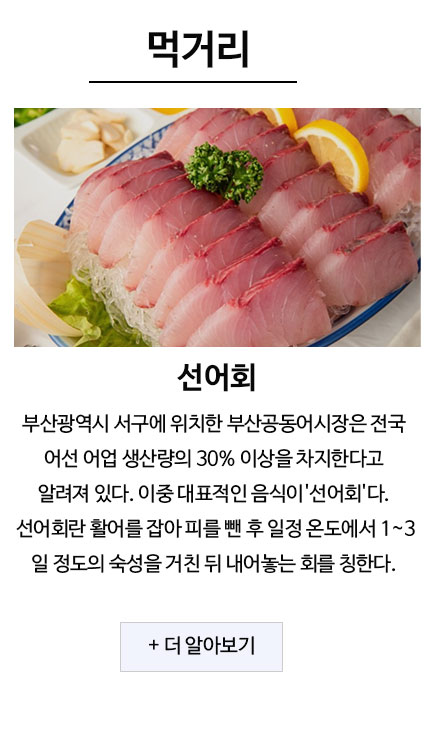 먹거리
선어회
부산광역시 서구에 위치한 부산공동어시장은 전국
어선 어업 생산량의 30% 이상을 차지한다고
알려져 있다. 이중 대표적인 음식이'선어회'다.
선어회란 활어를 잡아 피를 뺀 후 일정 온도에서 1~3
일 정도의 숙성을 거친 뒤 내어놓는 회를 칭한다.
+ 더 알아보기